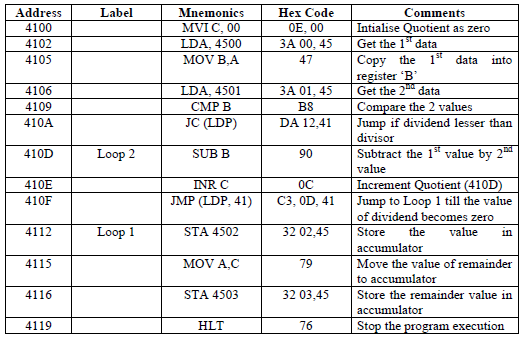 Address Label Mnemonics Hex Code Comments
4100 MVI C, 00 0E, 00 Intialise Quotient as zero
4102 LDA, 4500 3A 00, 45 Get the 1st data
4105 MOV B,A 47 Copy the 1st data into
register ‘B’
4106 LDA, 4501 3A 01, 45 Get the 2nd data
4109 CMP B B8 Compare the 2 values
410A JC (LDP) DA 12,41 Jump if dividend lesser than
divisor
410D Loop 2 SUB B 90 Subtract the 1st value by 2nd
value
410E INR C 0C Increment Quotient (410D)
410F JMP (LDP, 41) C3, 0D, 41 Jump to Loop 1 till the value
of dividend becomes zero
4112 Loop 1 STA 4502 32 02,45 Store the value in
accumulator
4115 MOV A,C 79 Move the value of remainder
to accumulator
4116 STA 4503 32 03,45 Store the remainder value in
accumulator
4119 HLT 76 Stop the program execution